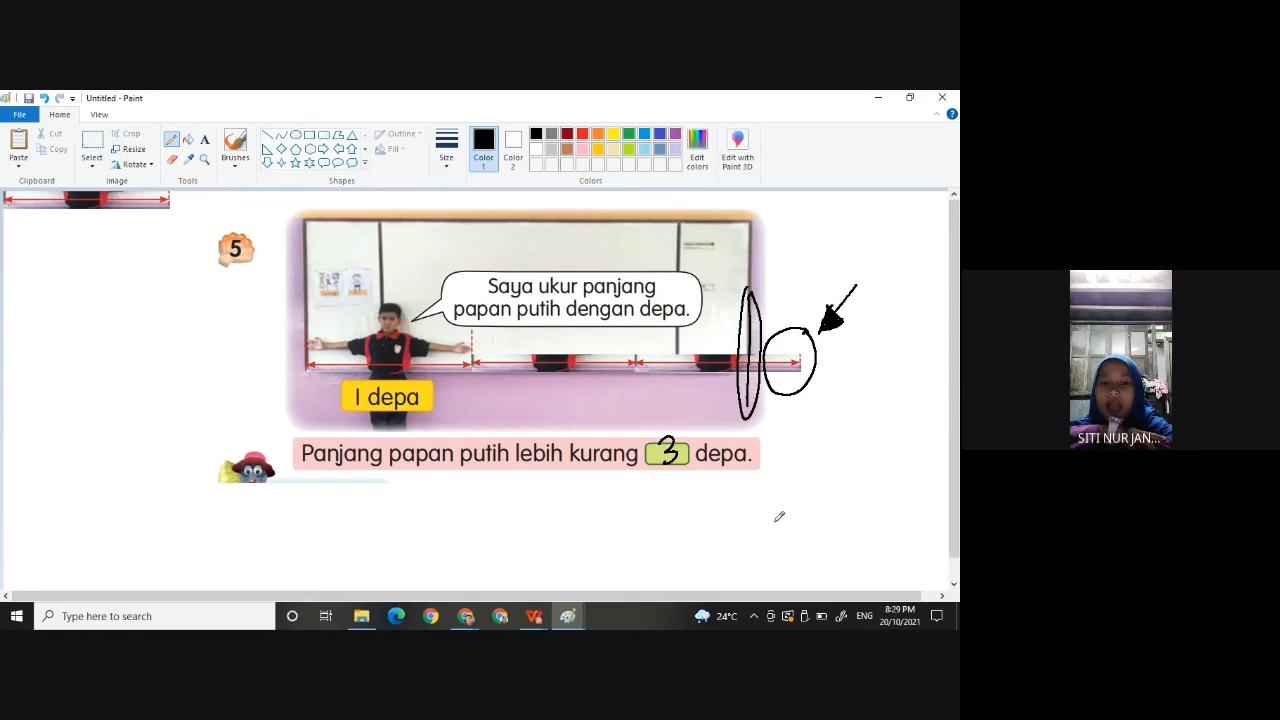 Untitled - Paint
File
Home
View
Paste
Cut
Copy
Clipboard
Select
Crop
Resize
Rotate
Image
Tools
Brushes
Shapes
Outline
Fill
Size
Color 1
Color 2
Colors
Edit colors
Edit with Paint 3D
5
Saya ukur panjang
papan putih dengan depa.
1 depa
Panjang papan putih lebih kurang 3 depa.
SITI NUR JAN...
Type here to search
24°C
ENG
8:29 PM
20/10/2021